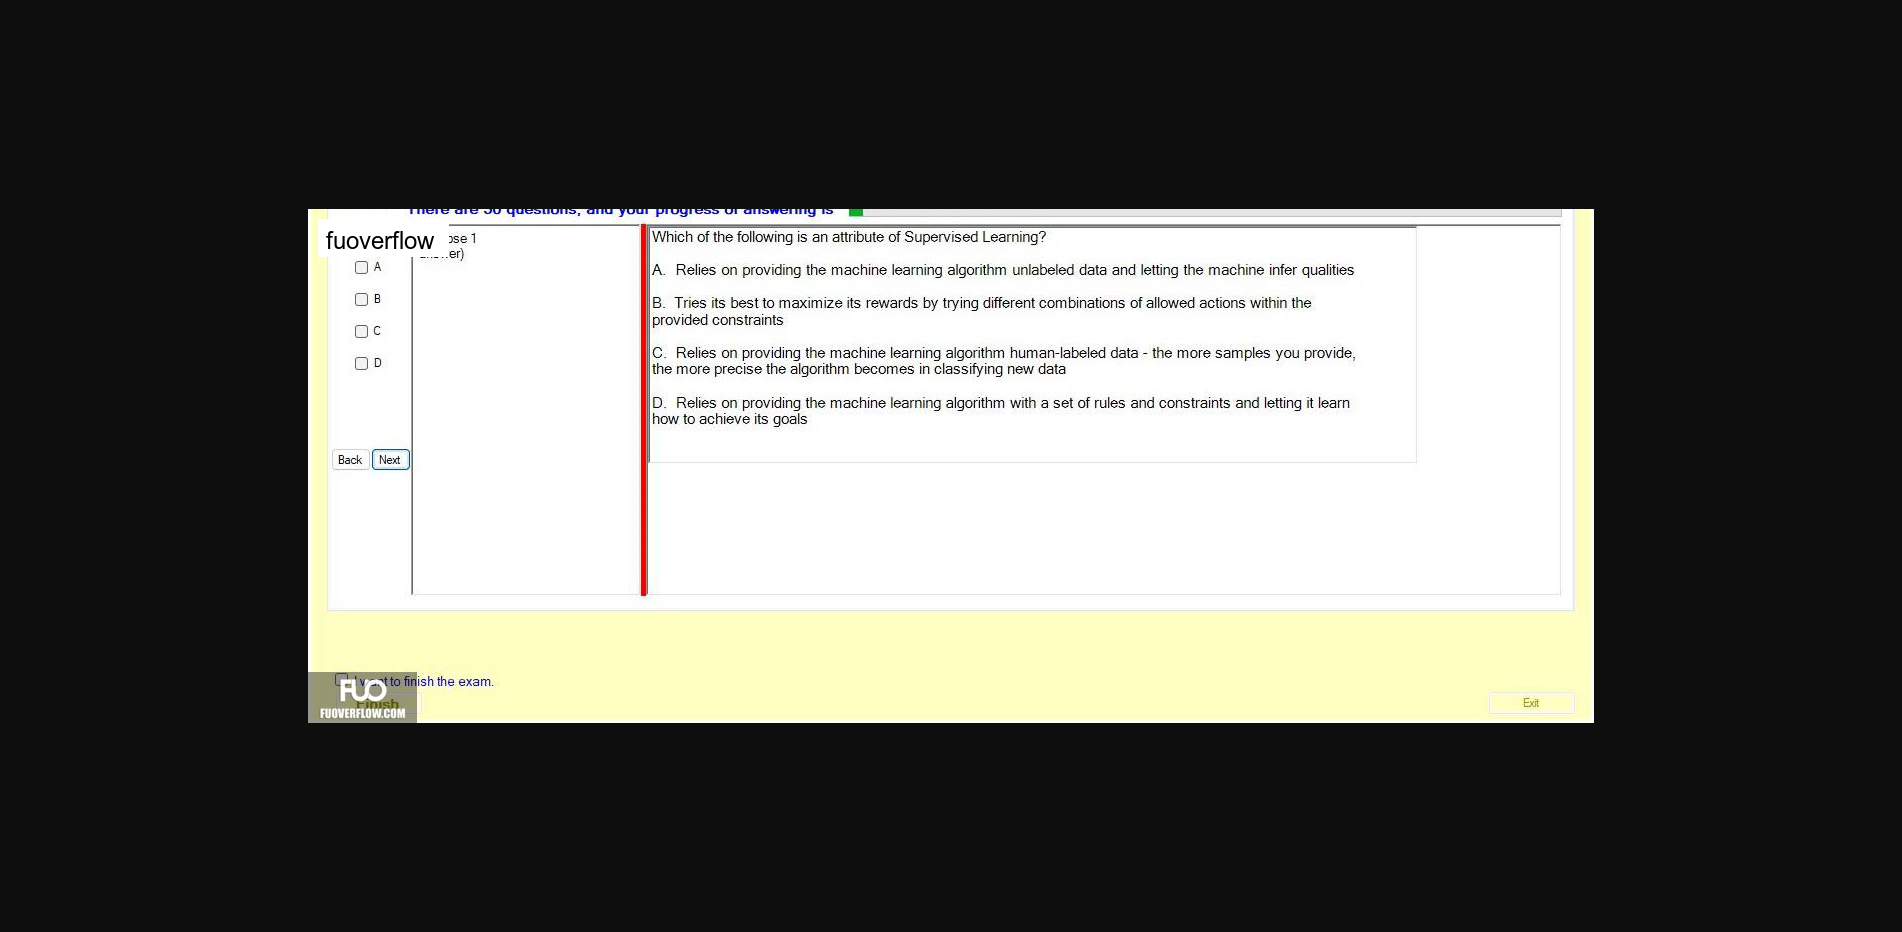 There are 50 questions, and your progress of answering is
fuoverflow
ose 1
er)
A
B
C
D
Back
Next
Which of the following is an attribute of Supervised Learning?
A. Relies on providing the machine learning algorithm unlabeled data and letting the machine infer qualities
B. Tries its best to maximize its rewards by trying different combinations of allowed actions within the
provided constraints
C. Relies on providing the machine learning algorithm human-labeled data - the more samples you provide,
the more precise the algorithm becomes in classifying new data
D. Relies on providing the machine learning algorithm with a set of rules and constraints and letting it learn
how to achieve its goals
I want to finish the exam.
FUO
Finish
FUOVERFLOW.COM
Exit